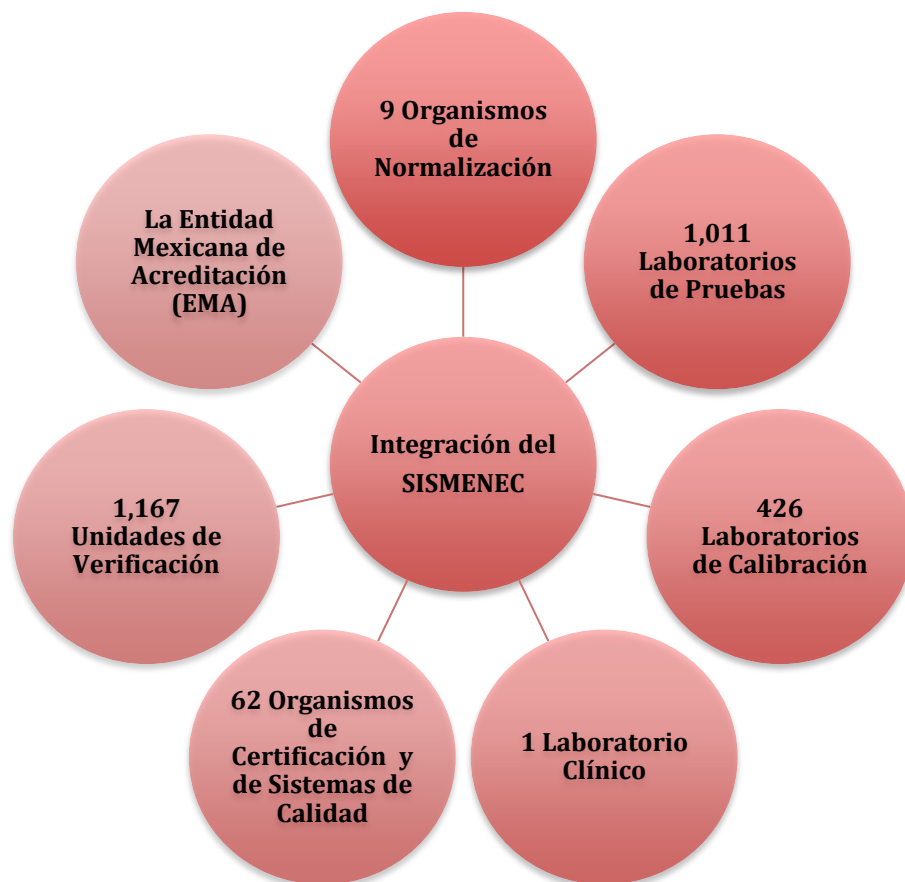 9 Organismos
de
Normalización
1,011
Laboratorios
de Pruebas
426
Laboratorios
de Calibración
1 Laboratorio
Clínico
62 Organismos
de
Certificación y
de Sistemas de
Calidad
1,167
Unidades de
Verificación
La Entidad
Mexicana de
Acreditación
(EMA)
Integración del
SISMENEC